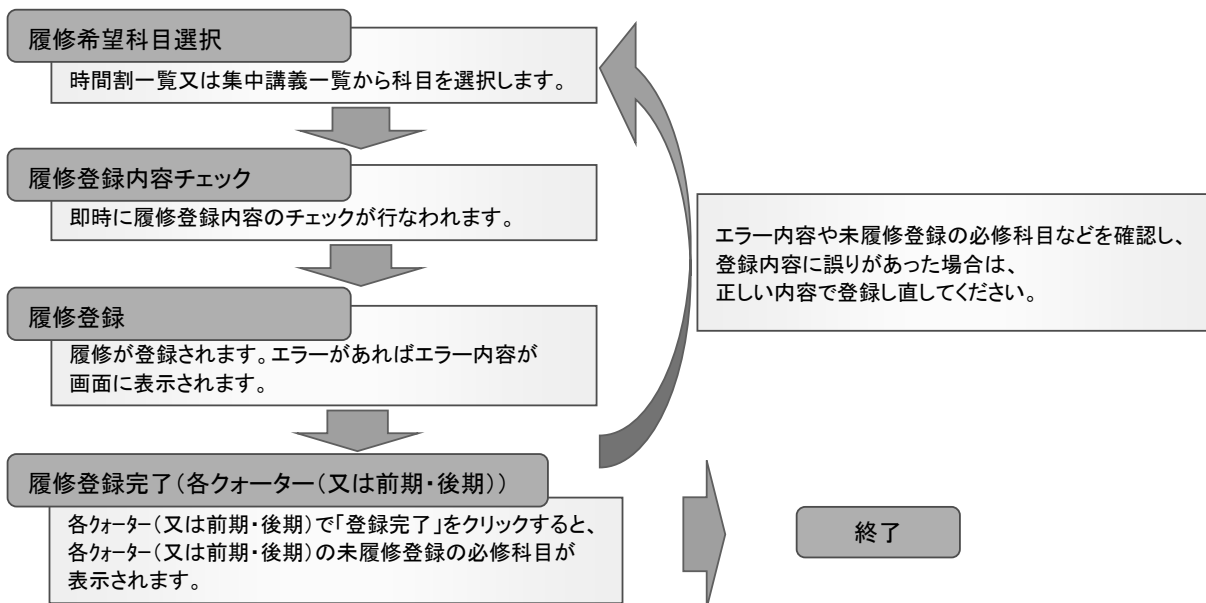 履修希望科目選択
時間割一覧又は集中講義一覧から科目を選択します。
履修登録内容チェック
即時に履修登録内容のチェックが行なわれます。
履修登録
履修が登録されます。エラーがあればエラー内容が
画面に表示されます。
履修登録完了(各クォーター(又は前期・後期))
各ｸｫｰﾀｰ(又は前期・後期)で「登録完了」をクリックすると、
各ｸｫｰﾀｰ(又は前期・後期)の未履修登録の必修科目が
表示されます。
エラー内容や未履修登録の必修科目などを確認し、
登録内容に誤りがあった場合は、
正しい内容で登録し直してください。
終了